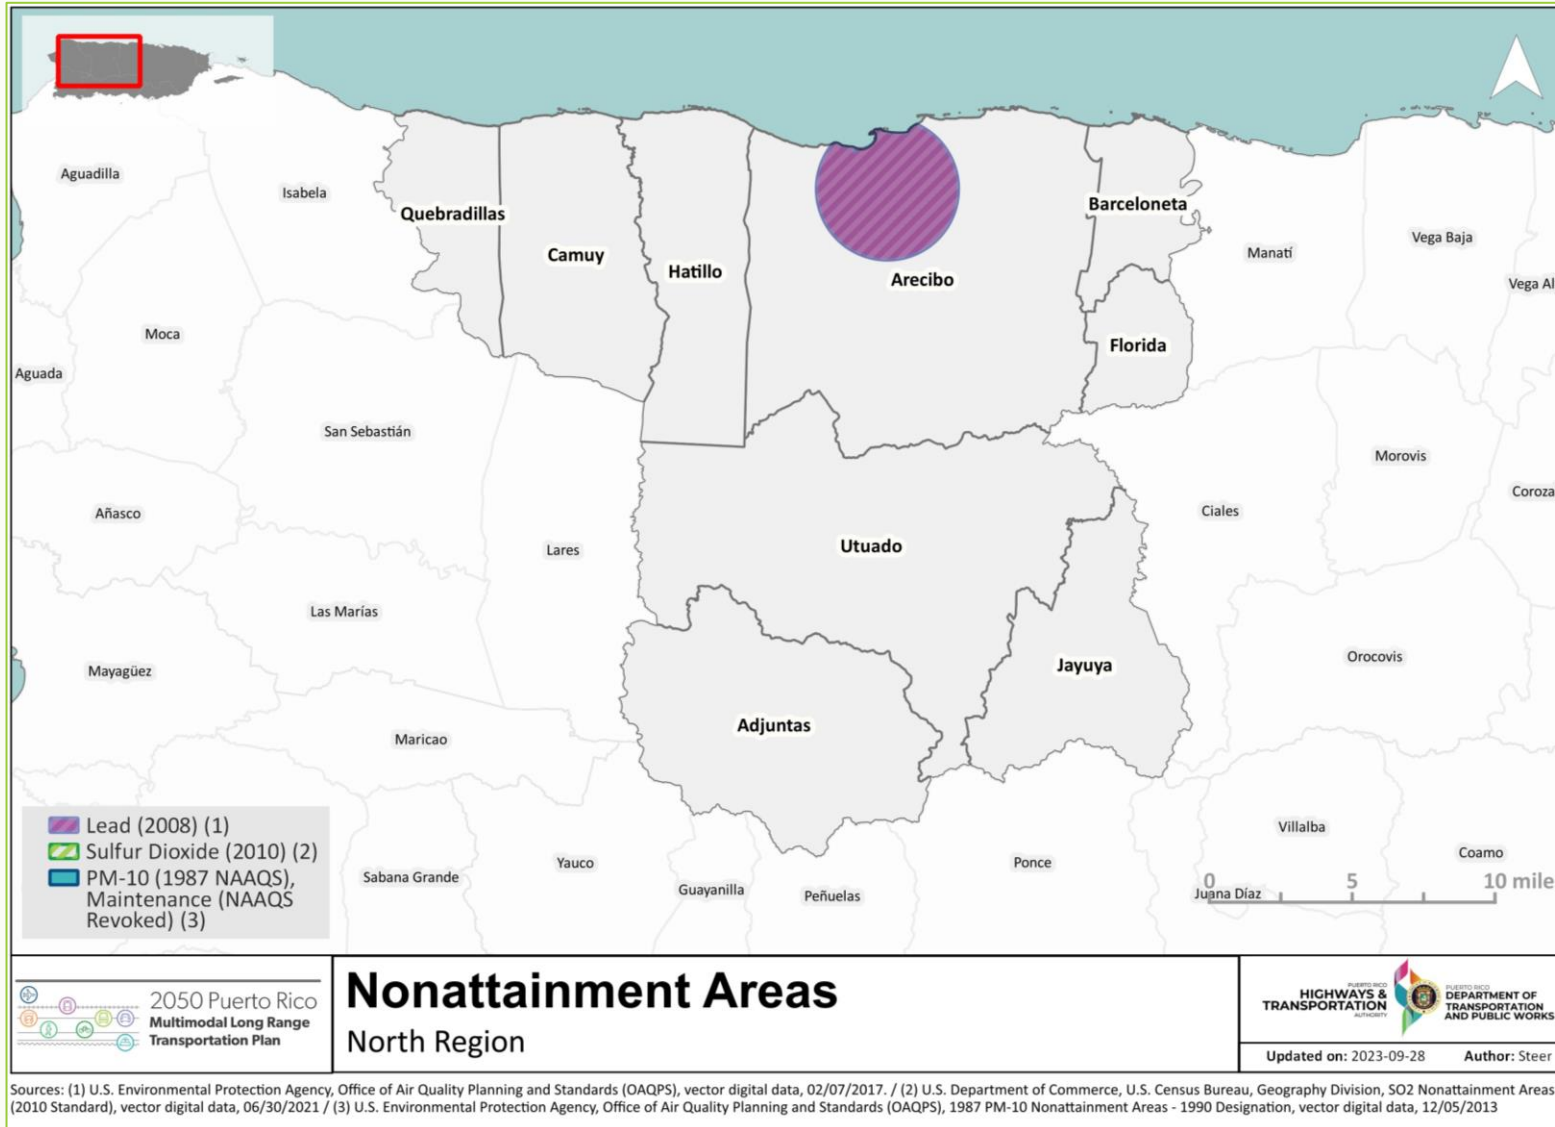 Aguadilla
Isabela
Quebradillas
Camuy
Hatillo
Arecibo
Barceloneta
Manatí
Vega Baja
Vega Al
Moca
Aguada
Florida
San Sebastián
Morovis
Añasco
Lares
Utuado
Ciales
Coroza
Las Marías
Mayagüez
Jayuya
Orocovis
Adjuntas
Maricao
Sabana Grande
Yauco
Guayanilla
Peñuelas
Ponce
Villalba
Coamo
Juana Díaz
0 5 10 mile
Lead (2008) (1)
Sulfur Dioxide (2010) (2)
PM-10 (1987 NAAQS),
Maintenance (NAAQS
Revoked) (3)
2050 Puerto Rico
Multimodal Long Range
Transportation Plan
Nonattainment Areas
North Region
PUERTO RICO
HIGHWAYS &
TRANSPORTATION
AUTHORITY
PUERTO RICO
DEPARTMENT OF
TRANSPORTATION
AND PUBLIC WORKS
Updated on: 2023-09-28 Author: Steer
Sources: (1) U.S. Environmental Protection Agency, Office of Air Quality Planning and Standards (OAQPS), vector digital data, 02/07/2017. / (2) U.S. Department of Commerce, U.S. Census Bureau, Geography Division, SO2 Nonattainment Areas
(2010 Standard), vector digital data, 06/30/2021 / (3) U.S. Environmental Protection Agency, Office of Air Quality Planning and Standards (OAQPS), 1987 PM-10 Nonattainment Areas - 1990 Designation, vector digital data, 12/05/2013